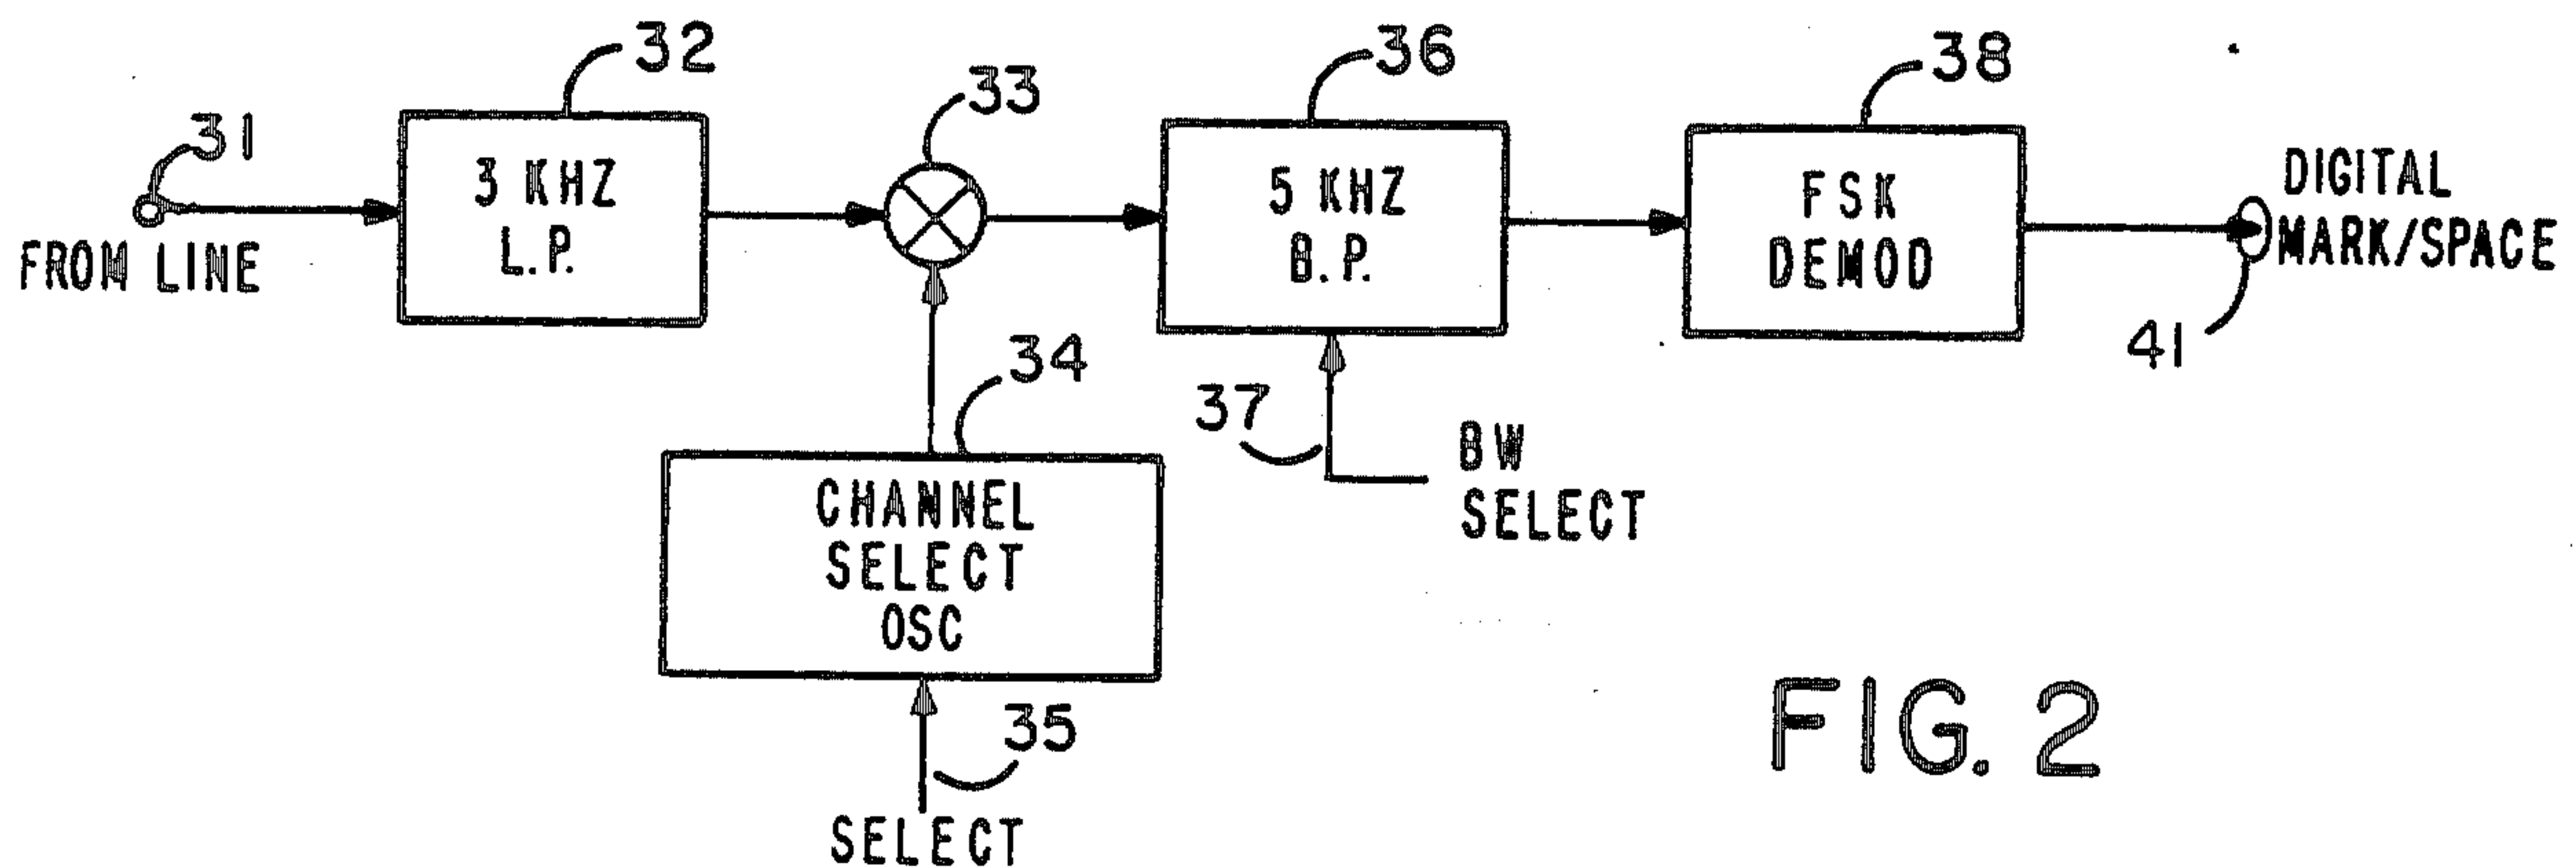 31
FROM LINE
32
3 KHZ
L.P.
33
34
CHANNEL
SELECT
OSC
35
SELECT
36
5 KHZ
B.P.
37
BW
SELECT
38
FSK
DEMOD
DIGITAL
MARK/SPACE
41
FIG. 2